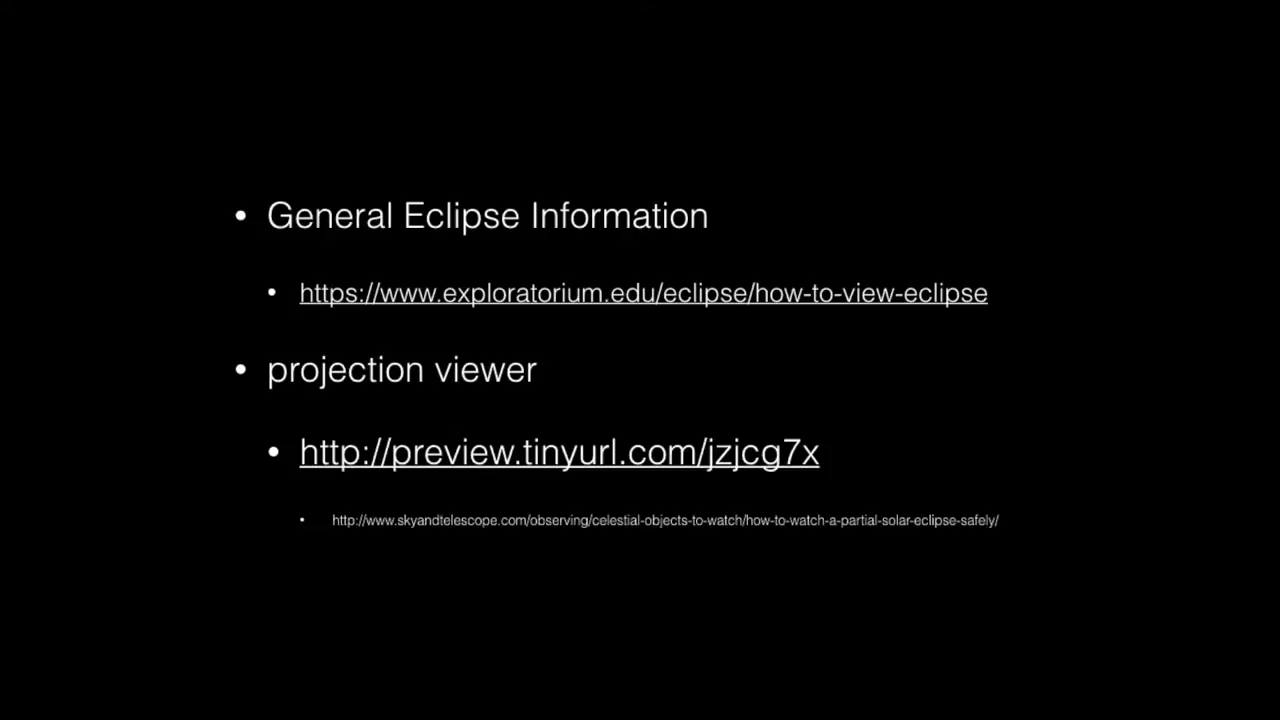 • General Eclipse Information
• https://www.exploratorium.edu/eclipse/how-to-view-eclipse
• projection viewer
• http://preview.tinyurl.com/jzjcg7x
• http://www.skyandtelescope.com/observing/celestial-objects-to-watch/how-to-watch-a-partial-solar-eclipse-safely/